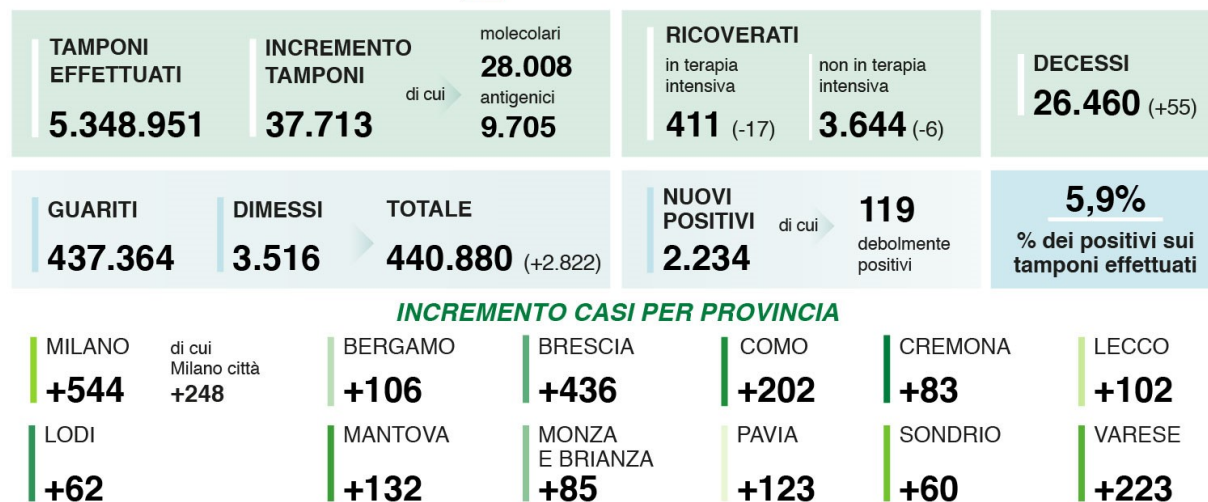 TAMPONI
EFFETTUATI
5.348.951
INCREMENTO
TAMPONI
37.713
di cui
molecolari
28.008
antigenici
9.705
RICOVERATI
in terapia
intensiva
411 (-17)
non in terapia
intensiva
3.644 (-6)
DECESSI
26.460 (+55)
GUARITI
437.364
DIMESSI
3.516
TOTALE
440.880 (+2.822)
NUOVI
POSITIVI
2.234
di cui
119
debolmente
positivi
5,9%
% dei positivi sui
tamponi effettuati
INCREMENTO CASI PER PROVINCIA
MILANO
+544
di cui
Milano città
+248
BERGAMO
+106
BRESCIA
+436
COMO
+202
CREMONA
+83
LECCO
+102
LODI
+62
MANTOVA
+132
MONZA
E BRIANZA
+85
PAVIA
+123
SONDRIO
+60
VARESE
+223